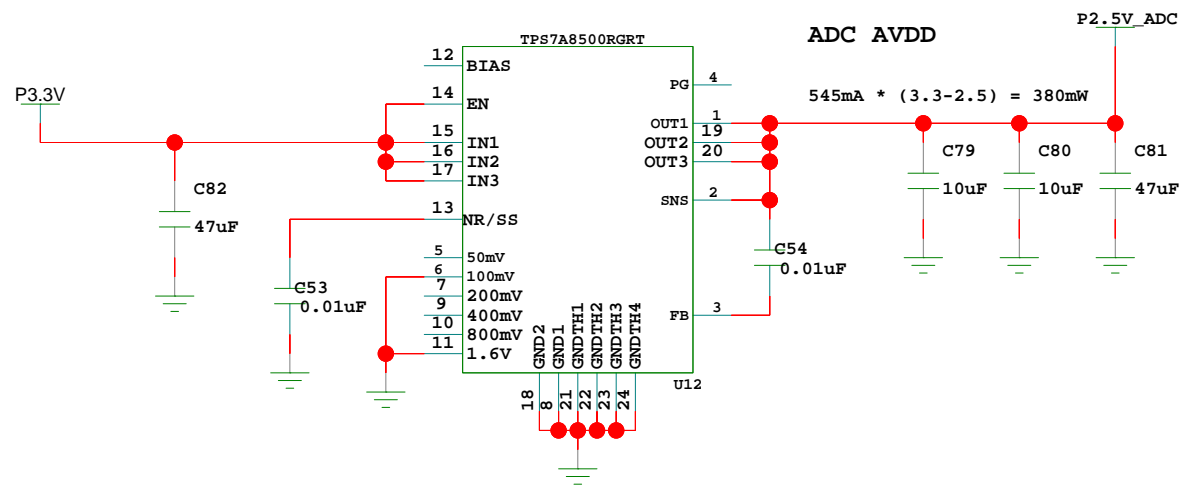 P2.5V_ADC
TPS7A8500RGRT
ADC AVDD
12
BIAS
PG
4
P3.3V
14
EN
545mA * (3.3-2.5) = 380mW
OUT1
1
15
IN1
OUT2
19
16
IN2
OUT3
20
17
IN3
C79
10uF
C80
10uF
C81
47uF
C82
47uF
SNS
2
13
NR/SS
C54
0.01uF
5
50mV
6
100mV
7
200mV
9
400mV
10
800mV
11
1.6V
C53
0.01uF
FB
3
GND2
GND1
GNDTH1
GNDTH2
GNDTH3
GNDTH4
U12
18
8
21
22
23
24